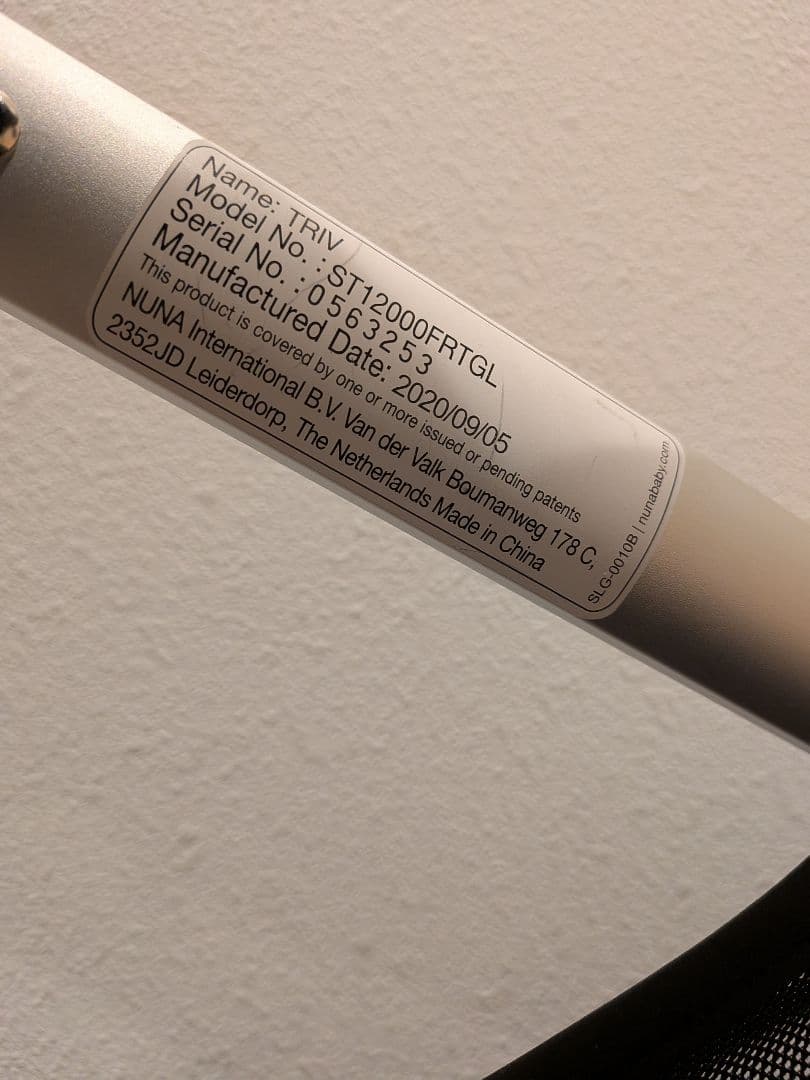 Name: TRIV
Model No. : ST12000FRTGL
Serial No. : 0563253
Manufactured Date: 2020/09/05
This product is covered by one or more issued or pending patents
NUNA International B.V. Van der Valk Boumanweg 178 C,
2352JD Leiderdorp, The Netherlands Made in China
SLG-0010B | nunababy.com